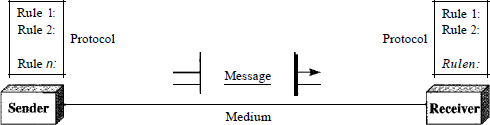 Rule 1:
Rule 2:
Rule n:
Protocol
Message
Protocol
Rule 1:
Rule 2:
Rulen:
Sender
Medium
Receiver